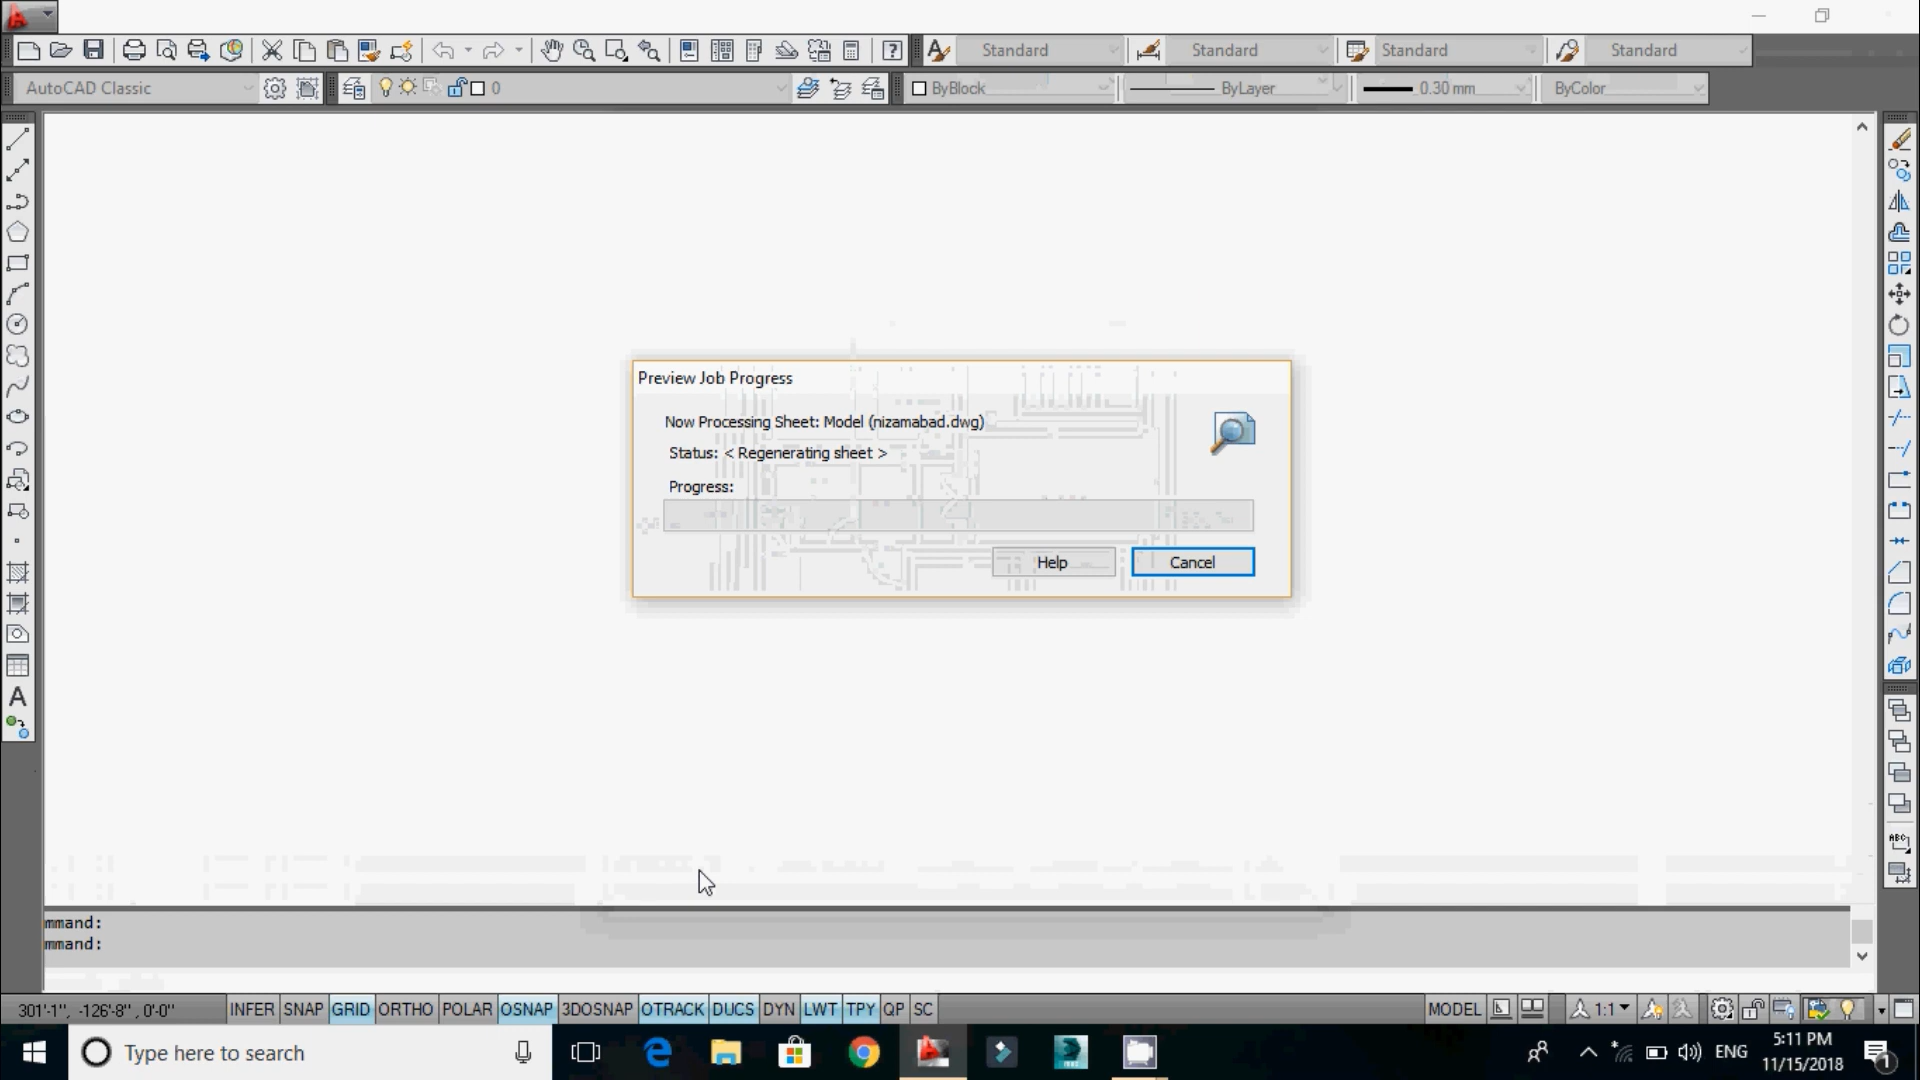 Standard
Standard
Standard
Standard
AutoCAD Classic
0
ByBlock
ByLayer
0.30 mm
ByColor
Preview Job Progress
Now Processing Sheet: Model (nizamabad.dwg)
Status: < Regenerating sheet >
Progress:
Help
Cancel
A
ABC
mmand:
mmand:
301'-1", -126'-8" , 0'-0"
INFER SNAP GRID ORTHO POLAR OSNAP 3DOSNAP OTRACK DUCS DYN LWT TPY QP SC
MODEL
1:1
Type here to search
ENG
5:11 PM
11/15/2018
1